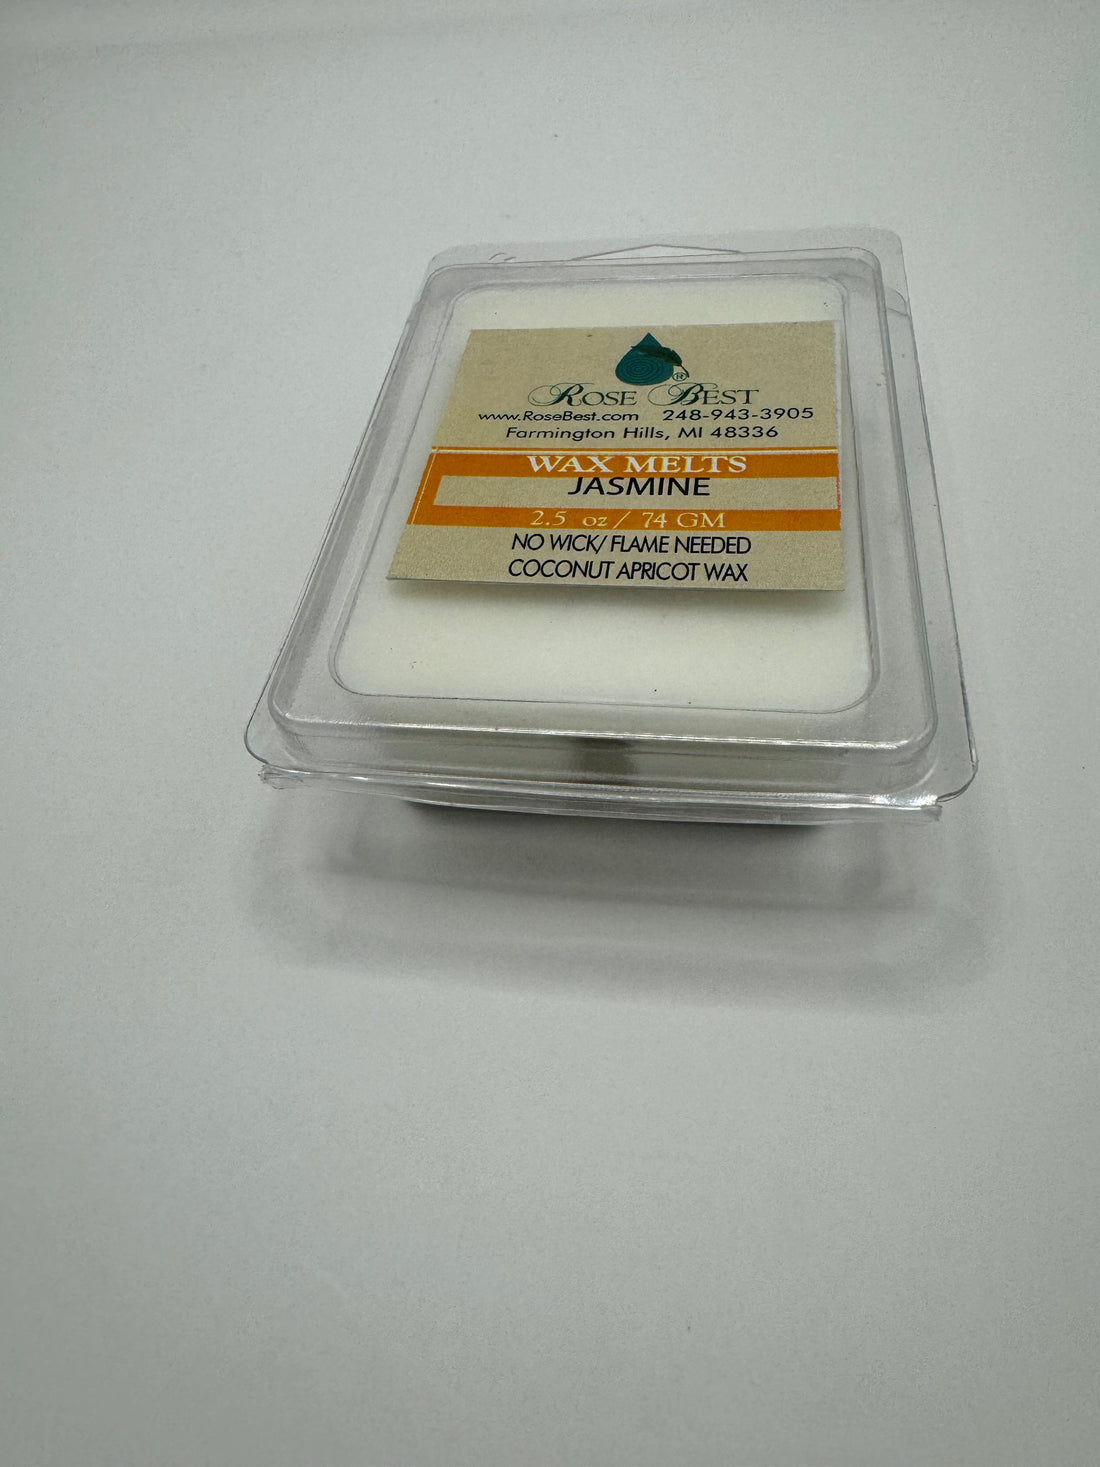 ®
ROSE BEST
www.RoseBest.com 248-943-3905
Farmington Hills, MI 48336
WAX MELTS
JASMINE
2.5 oz / 74 GM
NO WICK/ FLAME NEEDED
COCONUT APRICOT WAX